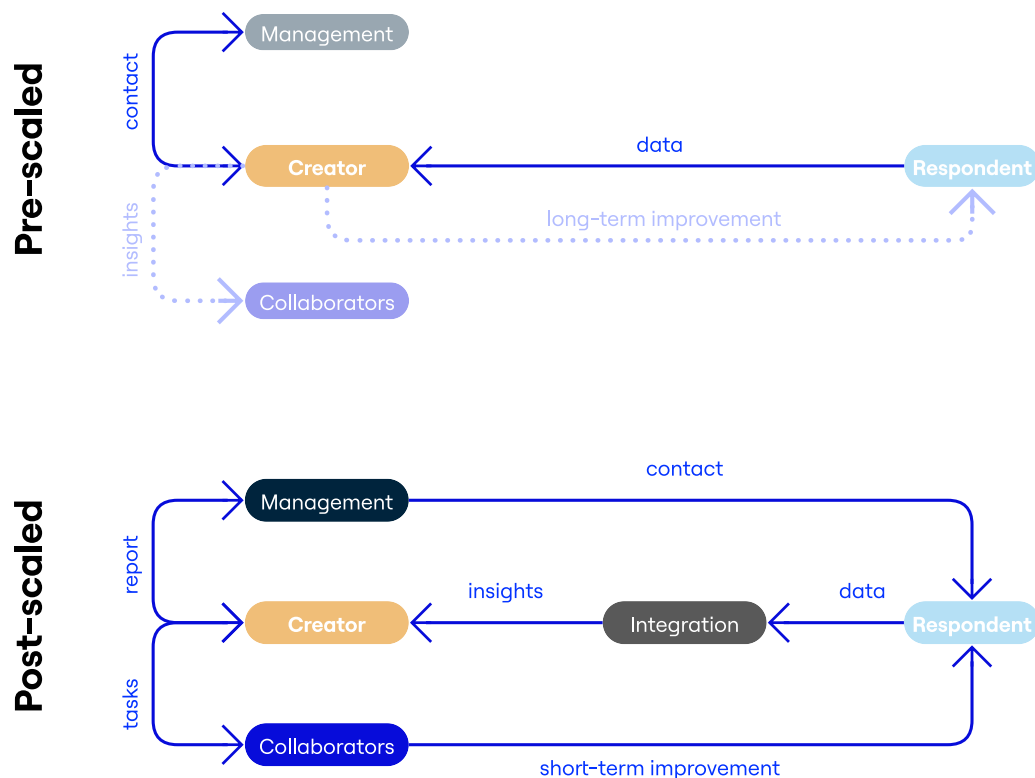 Pre-scaled
Management
contact
Creator
data
Respondent
long-term improvement
insights
Collaborators
Post-scaled
contact
Management
report
insights
data
Creator
Integration
Respondent
tasks
Collaborators
short-term improvement